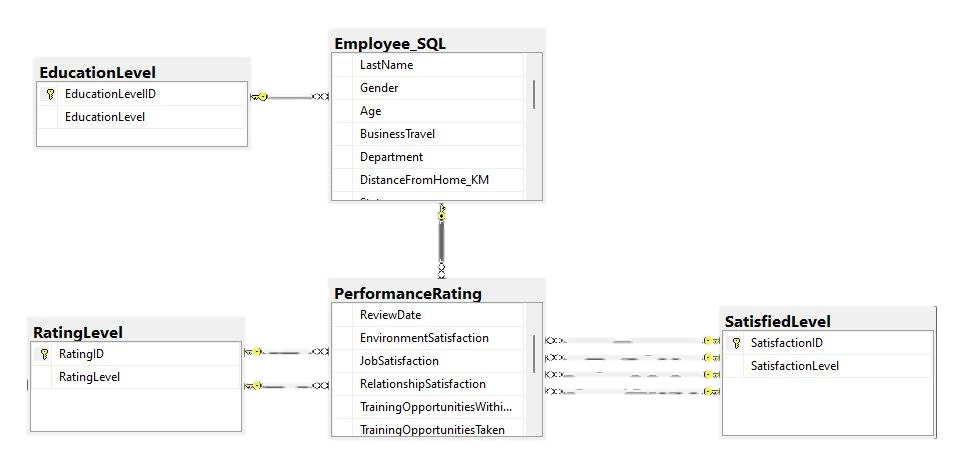 Employee_SQL
LastName
Gender
Age
BusinessTravel
Department
DistanceFromHome_KM
EducationLevel
EducationLevelID
EducationLevel
PerformanceRating
ReviewDate
EnvironmentSatisfaction
JobSatisfaction
RelationshipSatisfaction
TrainingOpportunitiesWithi...
TrainingOpportunitiesTaken
RatingLevel
RatingID
RatingLevel
SatisfiedLevel
SatisfactionID
SatisfactionLevel